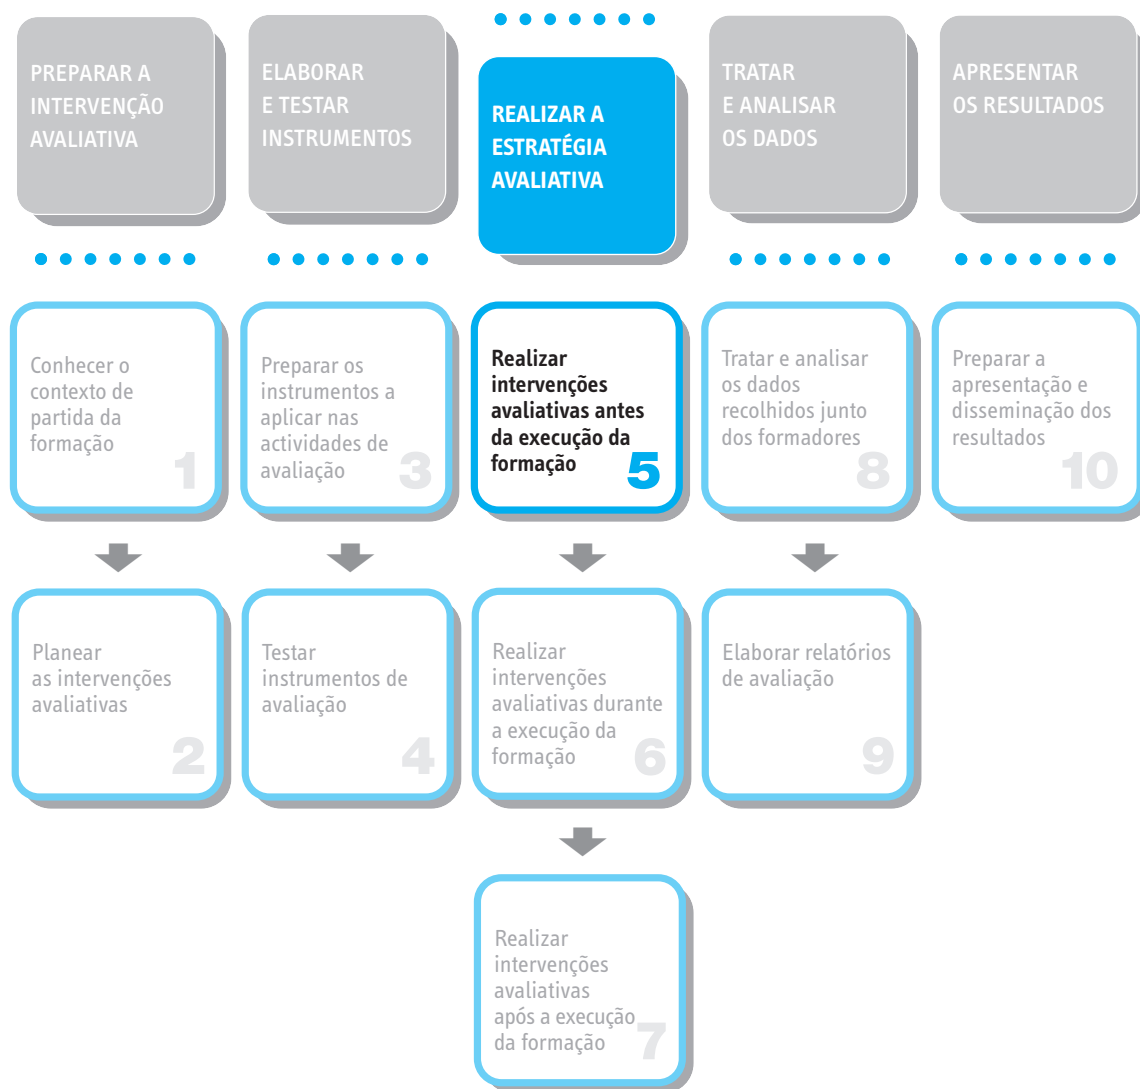 PREPARAR A
INTERVENÇÃO
AVALIATIVA
ELABORAR
E TESTAR
INSTRUMENTOS
REALIZAR A
ESTRATÉGIA
AVALIATIVA
TRATAR
E ANALISAR
OS DADOS
APRESENTAR
OS RESULTADOS
Conhecer o
contexto de
partida da
formação
1
Preparar os
instrumentos a
aplicar nas
actividades de
avaliação
3
Realizar
intervenções
avaliativas antes
da execução da
formação
5
Tratar e analisar
os dados
recolhidos junto
dos formadores
8
Preparar a
apresentação e
disseminação dos
resultados
10
Planear
as intervenções
avaliativas
2
Testar
instrumentos de
avaliação
4
Realizar
intervenções
avaliativas durante
a execução da
formação
6
Elaborar relatórios
de avaliação
9
Realizar
intervenções
avaliativas
após a execução
da formação
7